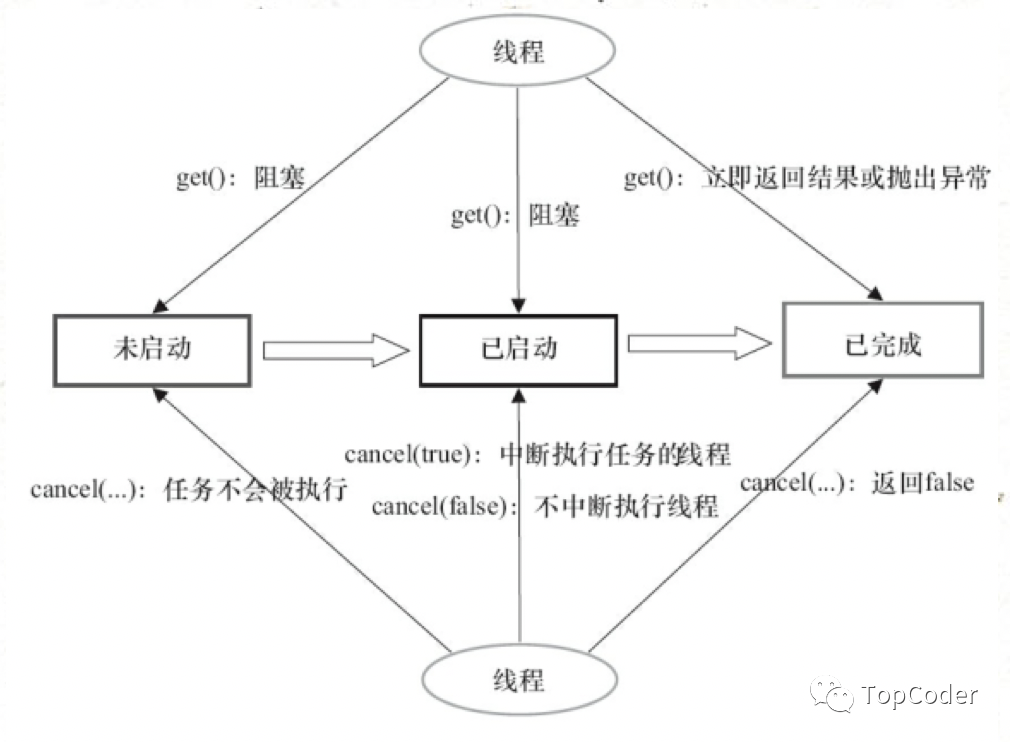 线程
get()：阻塞
get()：立即返回结果或抛出异常
get()：阻塞
未启动
已启动
已完成
cancel(true)：中断执行任务的线程
cancel(...)：任务不会被执行
cancel(...)：返回false
cancel(false)：不中断执行线程
线程
TopCoder